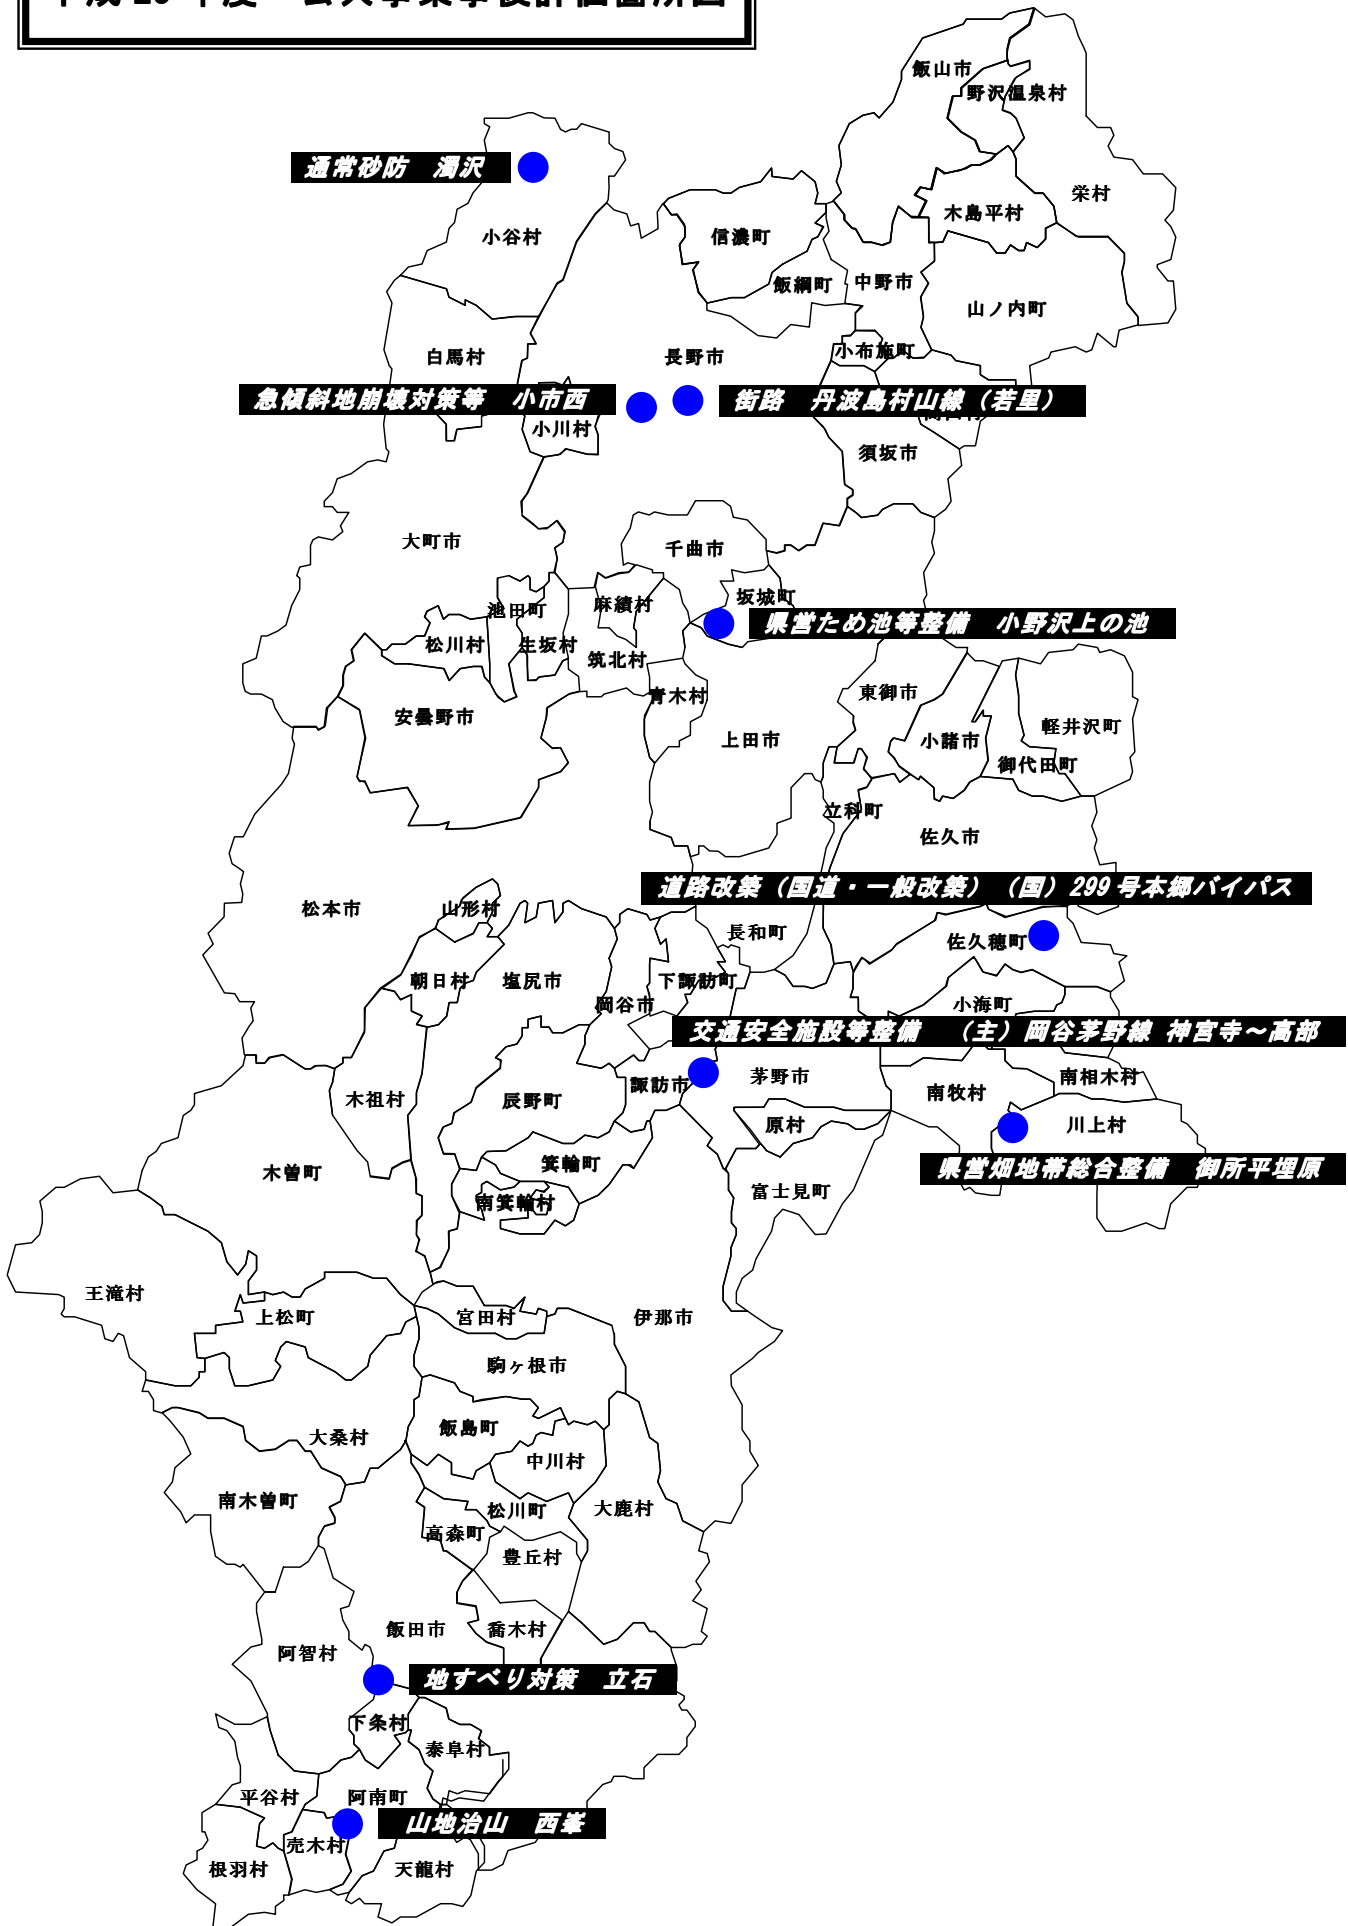 飯山市
野沢温泉村
通常砂防　濁沢
栄村
木島平村
小谷村
信濃町
飯綱町
中野市
山ノ内町
白馬村
長野市
小布施町
急傾斜地崩壊対策等　小市西
街路　丹波島村山線（若里）
小川村
須坂市
大町市
千曲市
坂城町
池田町
麻績村
県営ため池等整備　小野沢上の池
松川村
生坂村
筑北村
青木村
東御市
安曇野市
上田市
小諸市
軽井沢町
御代田町
立科町
佐久市
道路改築（国道・一般改築）（国）299号本郷バイパス
松本市
山形村
長和町
佐久穂町
朝日村
塩尻市
下諏訪町
岡谷市
小海町
交通安全施設等整備　（主）岡谷茅野線 神宮寺～高部
諏訪市
茅野市
南相木村
木祖村
辰野町
南牧村
原村
川上村
箕輪町
県営畑地帯総合整備　御所平埋原
木曽町
富士見町
南箕輪村
王滝村
上松町
宮田村
伊那市
駒ヶ根市
飯島町
大桑村
中川村
南木曽町
松川町
大鹿村
高森町
豊丘村
飯田市
喬木村
阿智村
地すべり対策　立石
下条村
泰阜村
平谷村
阿南町
山地治山　西峯
売木村
根羽村
天龍村